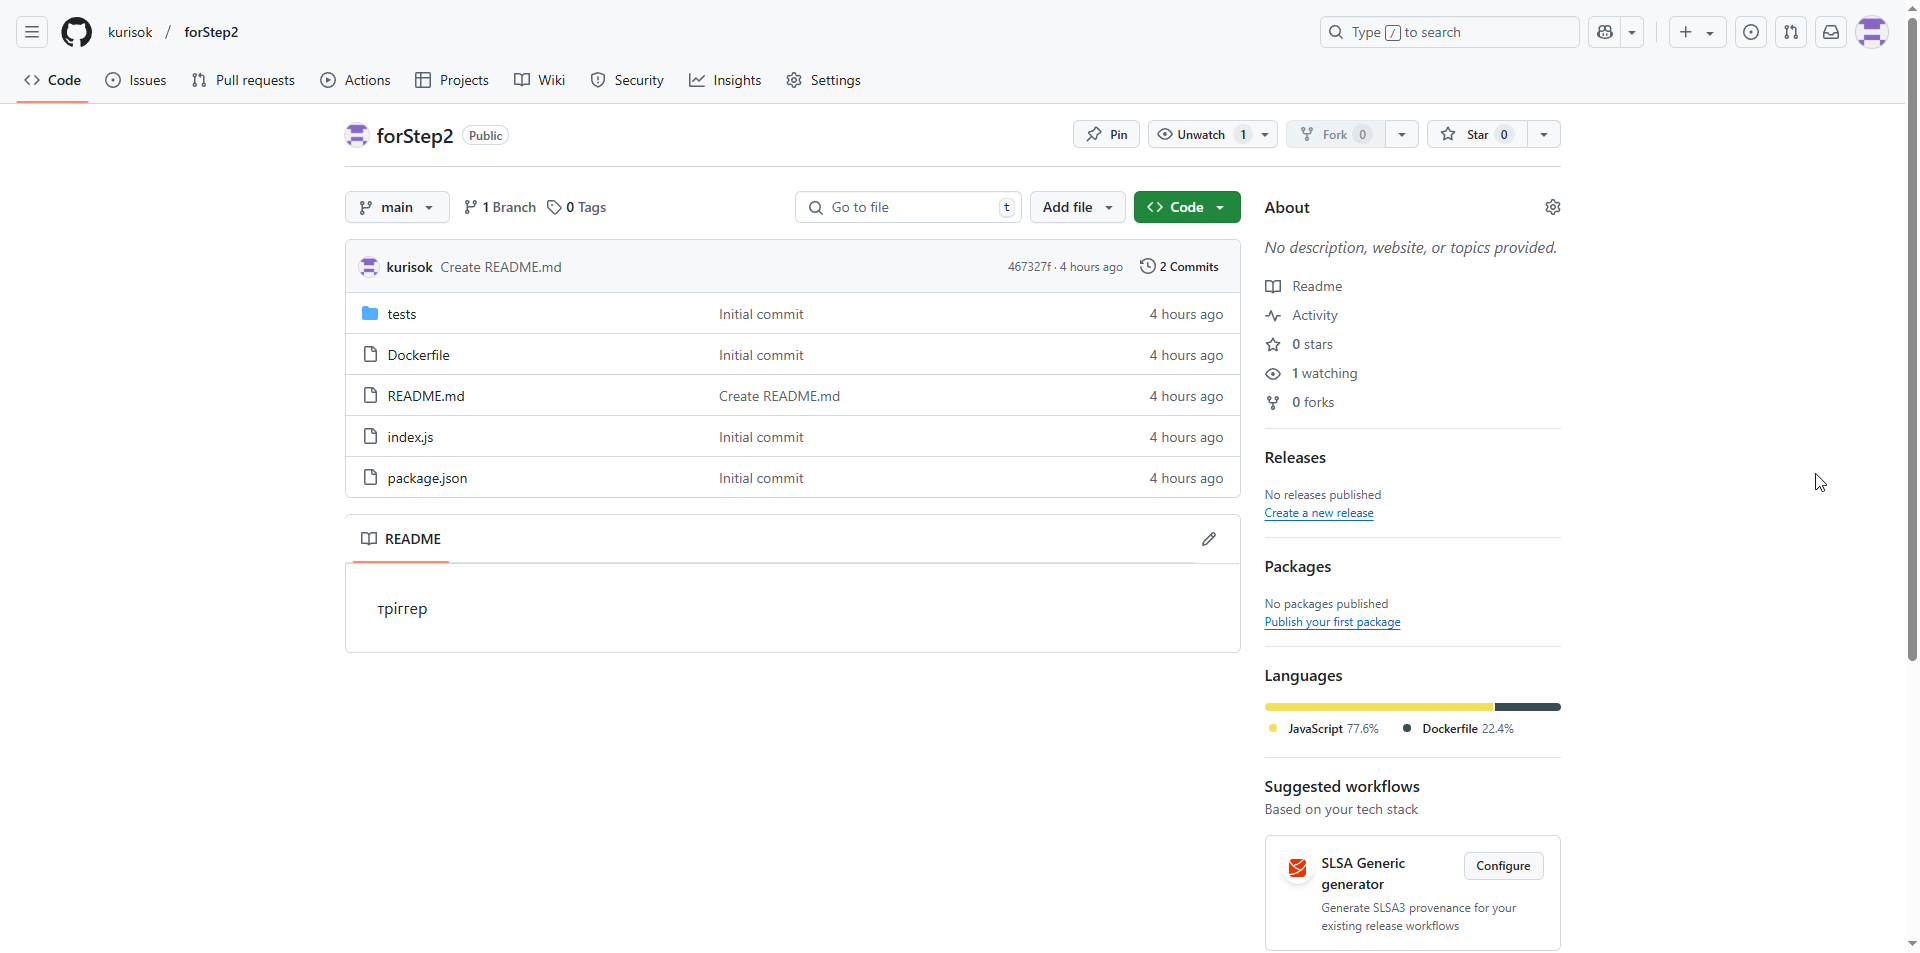 kurisok / forStep2
Type / to search
Code Issues Pull requests Actions Projects Wiki Security Insights Settings
forStep2 Public
Pin Unwatch 1 Fork 0 Star 0
main 1 Branch 0 Tags Go to file t Add file Code
kurisok Create README.md 467327f · 4 hours ago 2 Commits
tests Initial commit 4 hours ago
Dockerfile Initial commit 4 hours ago
README.md Create README.md 4 hours ago
index.js Initial commit 4 hours ago
package.json Initial commit 4 hours ago
README
тріггер
About
No description, website, or topics provided.
Readme
Activity
0 stars
1 watching
0 forks
Releases
No releases published
Create a new release
Packages
No packages published
Publish your first package
Languages
JavaScript 77.6% Dockerfile 22.4%
Suggested workflows
Based on your tech stack
SLSA Generic
generator
Configure
Generate SLSA3 provenance for your
existing release workflows